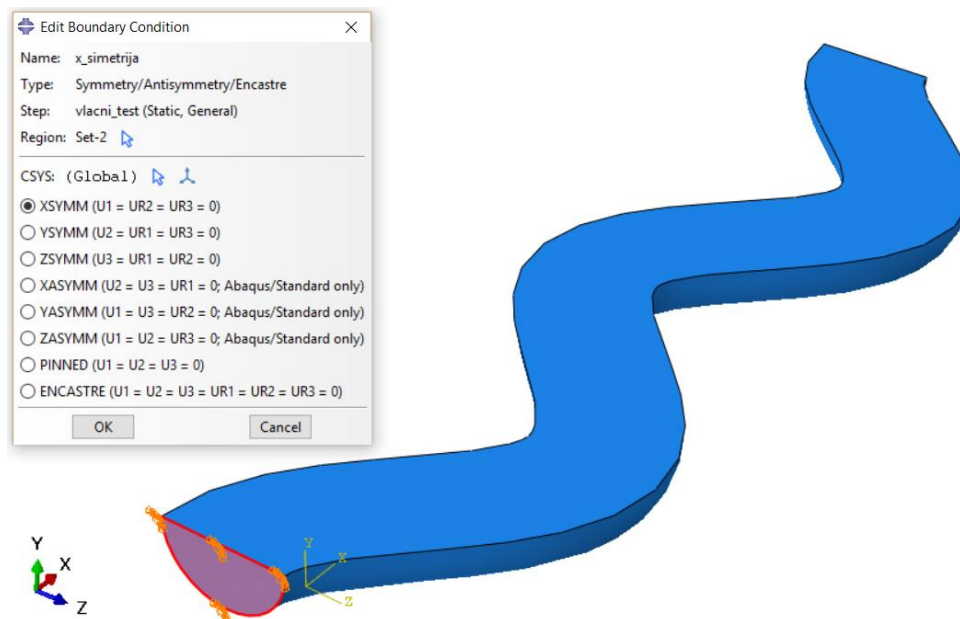 Edit Boundary Condition
Name: x_simetrija
Type: Symmetry/Antisymmetry/Encastre
Step: vlacni_test (Static, General)
Region: Set-2
CSYS: (Global)
XSYMM (U1 = UR2 = UR3 = 0)
YSYMM (U2 = UR1 = UR3 = 0)
ZSYMM (U3 = UR1 = UR2 = 0)
XASYMM (U2 = U3 = UR1 = 0; Abaqus/Standard only)
YASYMM (U1 = U3 = UR2 = 0; Abaqus/Standard only)
ZASYMM (U1 = U2 = UR3 = 0; Abaqus/Standard only)
PINNED (U1 = U2 = U3 = 0)
ENCASTRE (U1 = U2 = U3 = UR1 = UR2 = UR3 = 0)
OK Cancel
Y
X
Z
Y
X
Z